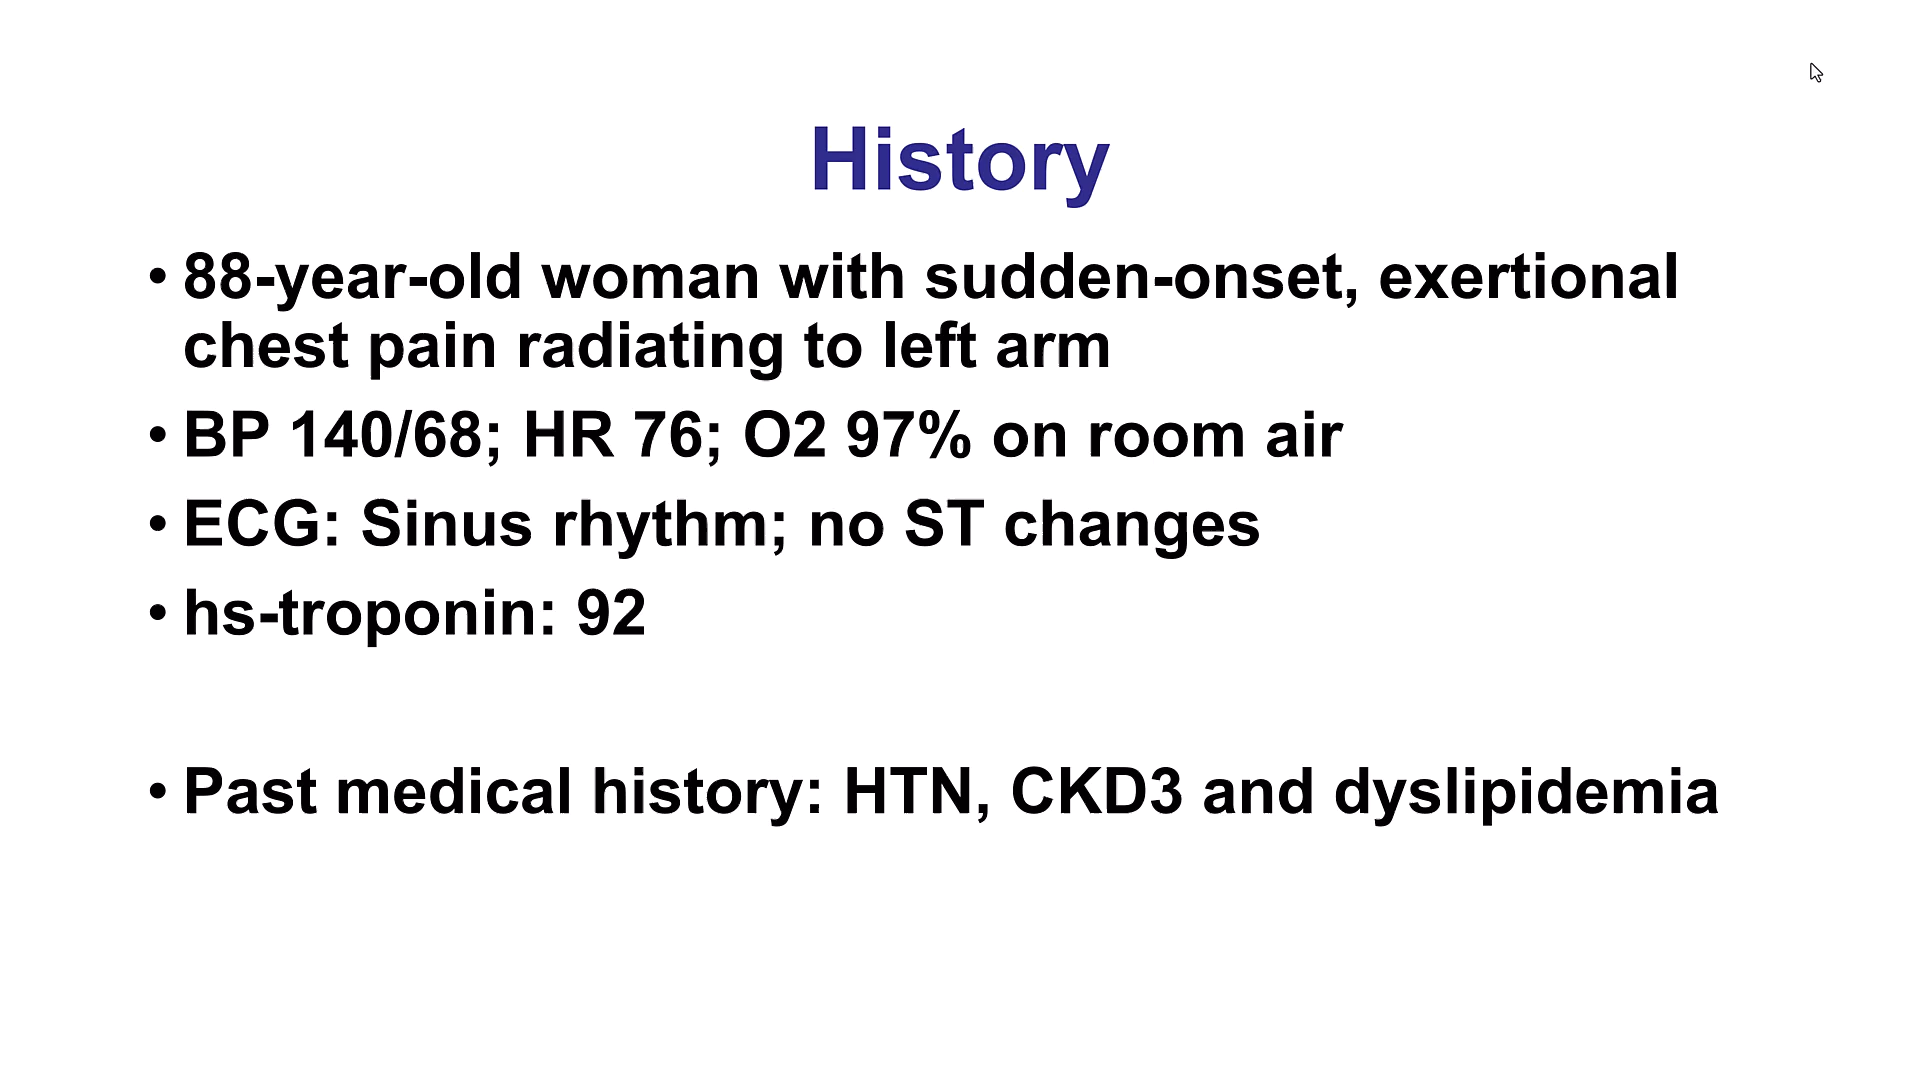 History
• 88-year-old woman with sudden-onset, exertional
chest pain radiating to left arm
• BP 140/68; HR 76; O2 97% on room air
• ECG: Sinus rhythm; no ST changes
• hs-troponin: 92
• Past medical history: HTN, CKD3 and dyslipidemia